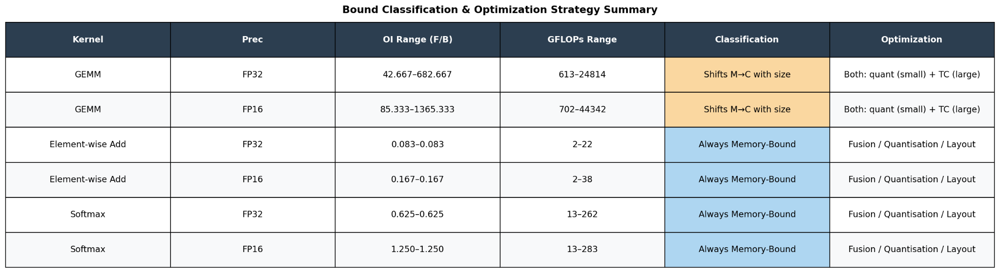 Bound Classification & Optimization Strategy Summary
Kernel Prec OI Range (F/B) GFLOPs Range Classification Optimization
GEMM FP32 42.667–682.667 613–24814 Shifts M→C with size Both: quant (small) + TC (large)
GEMM FP16 85.333–1365.333 702–44342 Shifts M→C with size Both: quant (small) + TC (large)
Element-wise Add FP32 0.083–0.083 2–22 Always Memory-Bound Fusion / Quantisation / Layout
Element-wise Add FP16 0.167–0.167 2–38 Always Memory-Bound Fusion / Quantisation / Layout
Softmax FP32 0.625–0.625 13–262 Always Memory-Bound Fusion / Quantisation / Layout
Softmax FP16 1.250–1.250 13–283 Always Memory-Bound Fusion / Quantisation / Layout